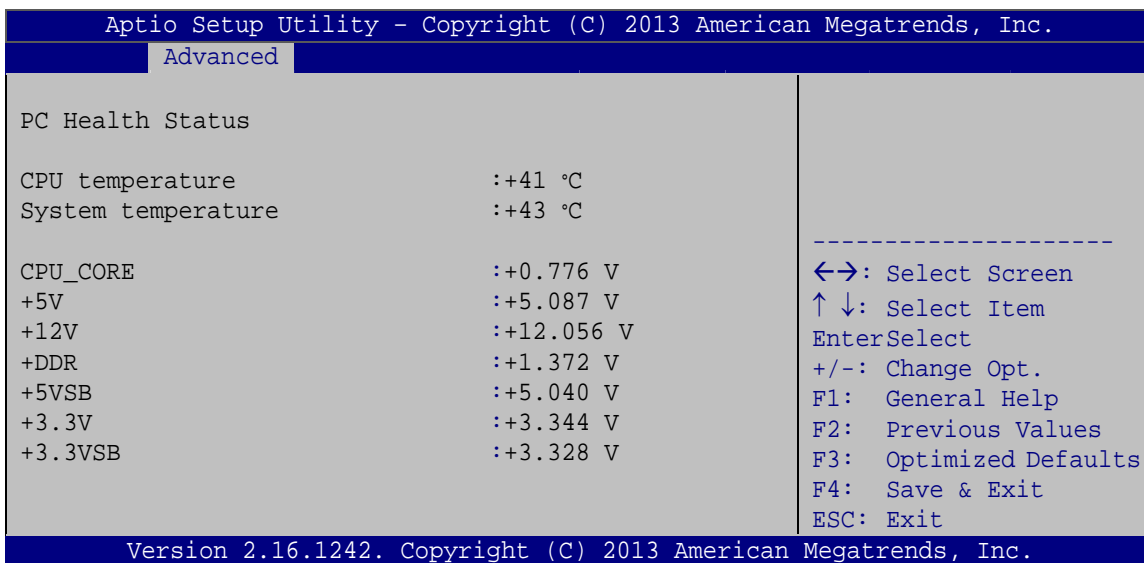 Aptio Setup Utility – Copyright (C) 2013 American Megatrends, Inc.
Advanced
PC Health Status
CPU temperature :+41 °C
System temperature :+43 °C
CPU_CORE :+0.776 V
+5V :+5.087 V
+12V :+12.056 V
+DDR :+1.372 V
+5VSB :+5.040 V
+3.3V :+3.344 V
+3.3VSB :+3.328 V
---------------------
←→: Select Screen
↑ ↓: Select Item
EnterSelect
+/-: Change Opt.
F1: General Help
F2: Previous Values
F3: Optimized Defaults
F4: Save & Exit
ESC: Exit
Version 2.16.1242. Copyright (C) 2013 American Megatrends, Inc.